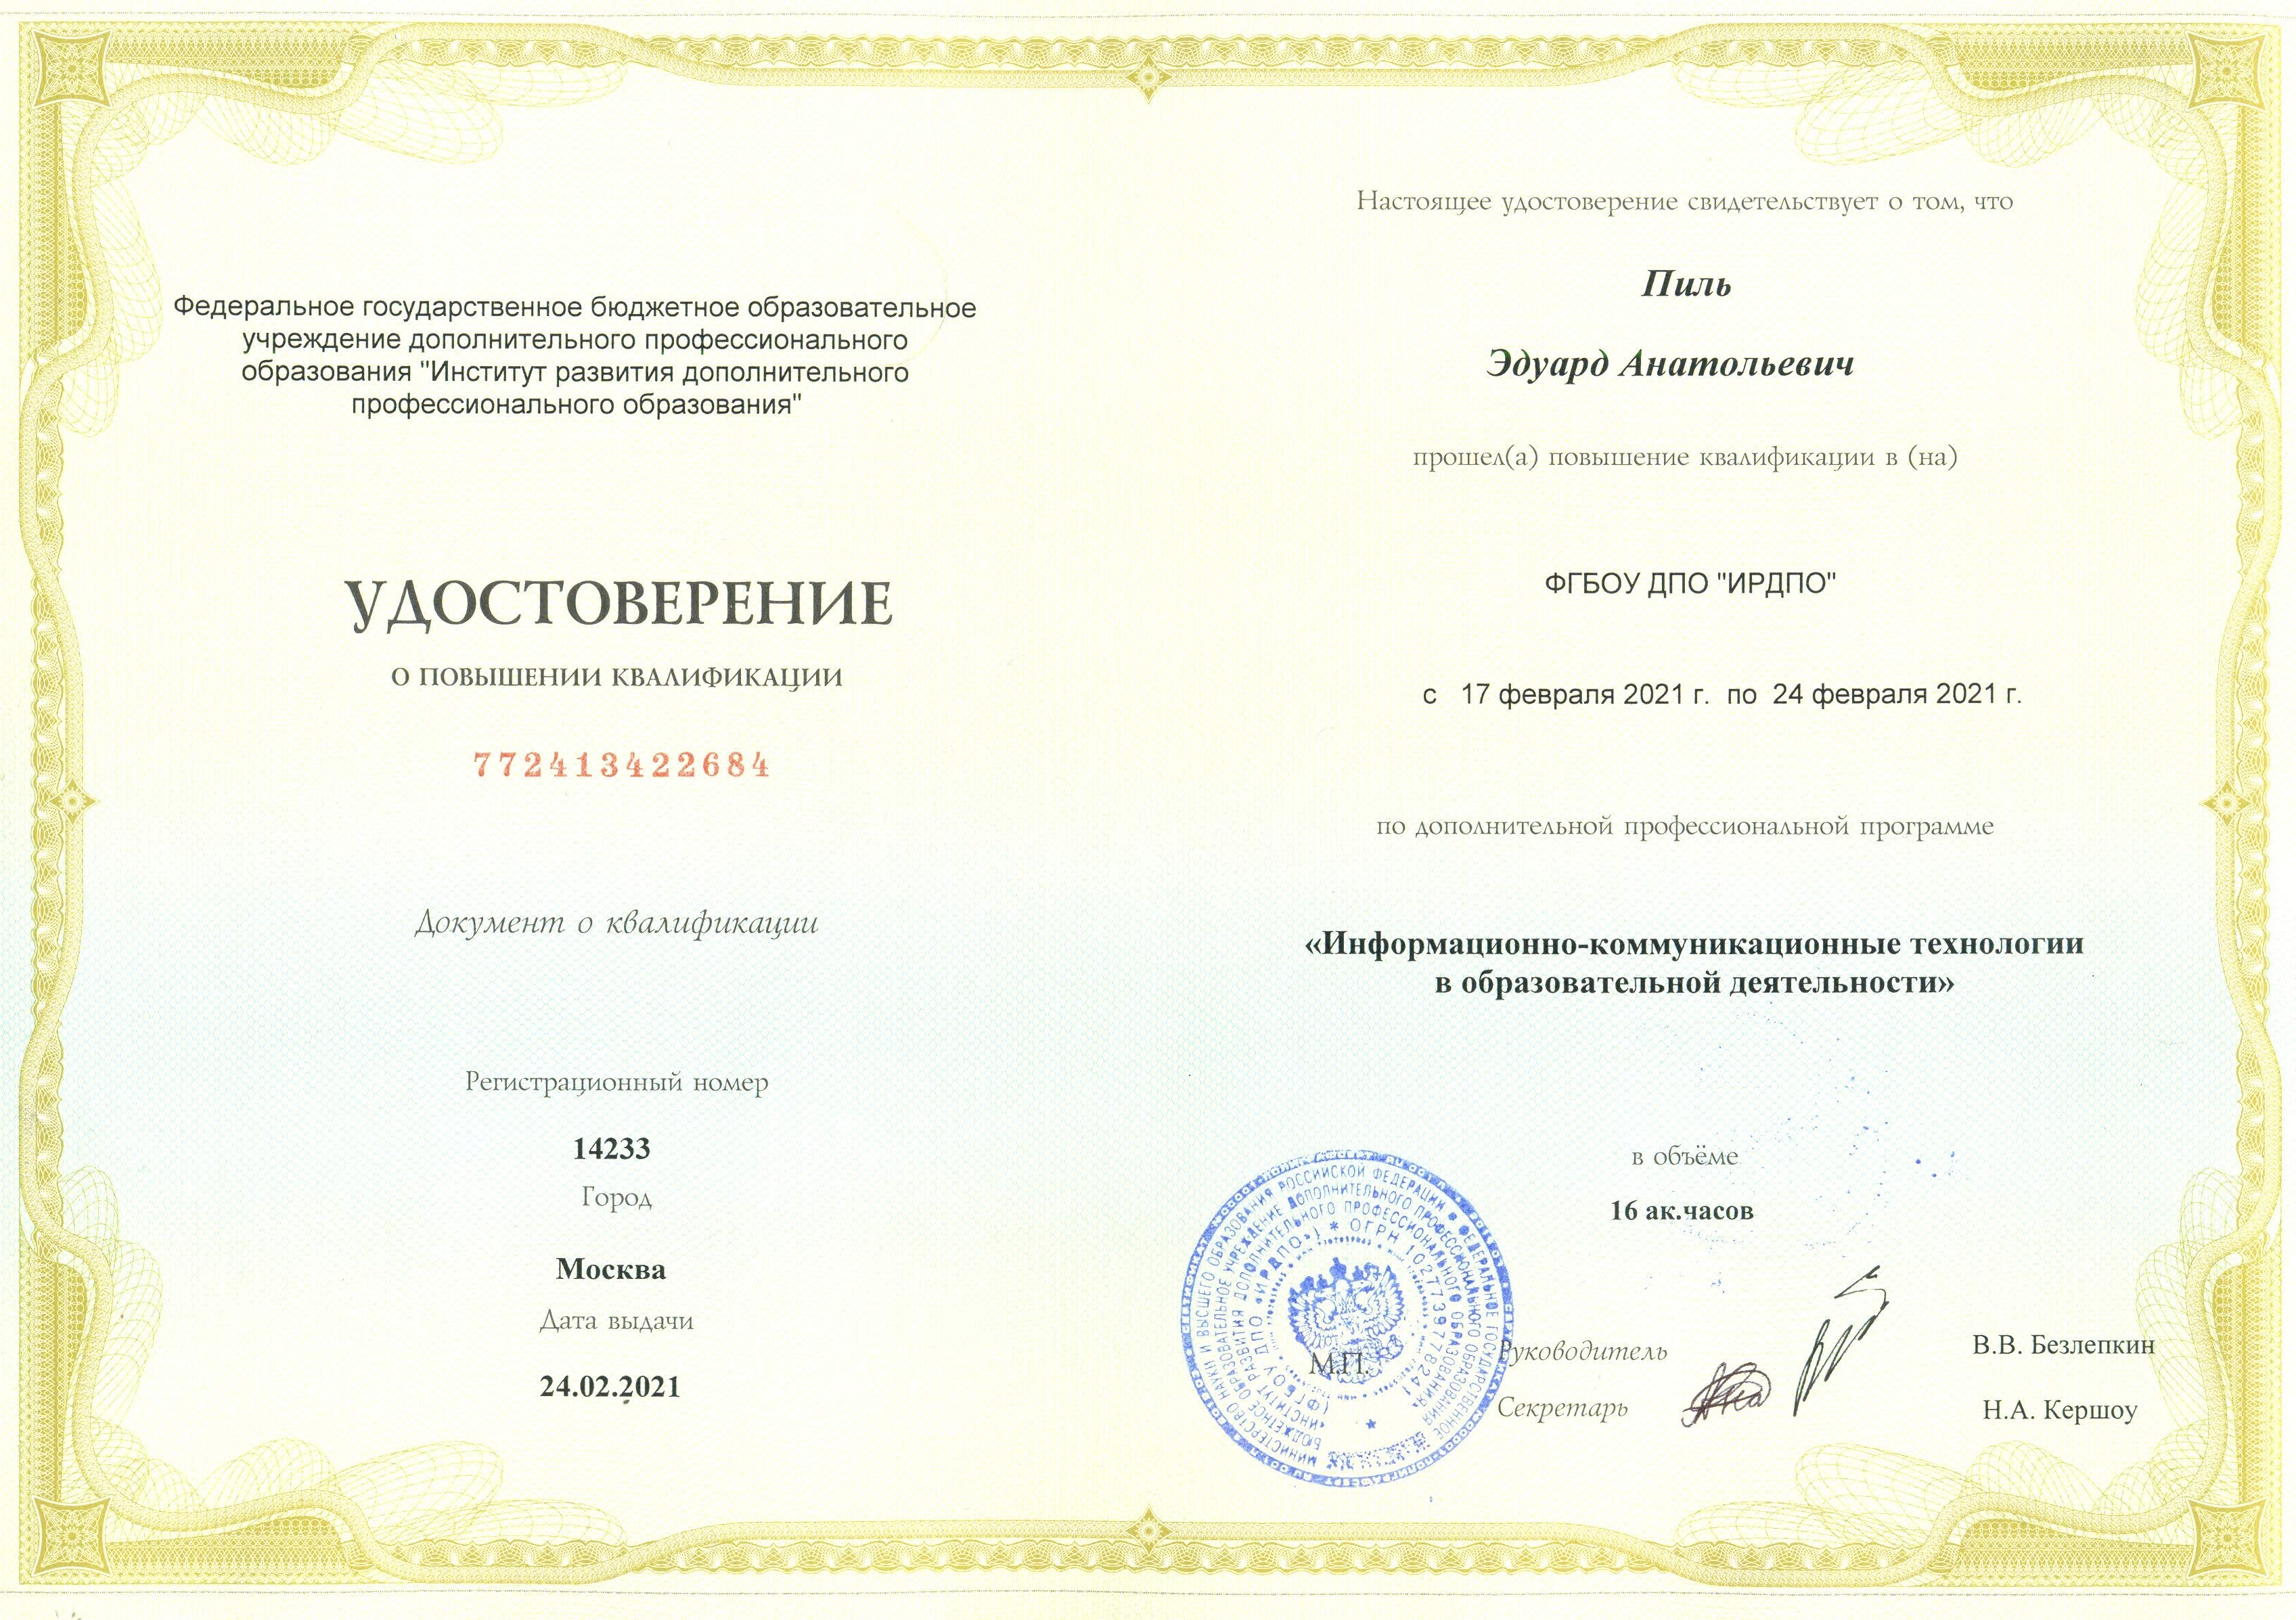 Федеральное государственное бюджетное образовательное
учреждение дополнительного профессионального
образования "Институт развития дополнительного
профессионального образования"
УДОСТОВЕРЕНИЕ
О ПОВЫШЕНИИ КВАЛИФИКАЦИИ
772413422684
Документ о квалификации
Регистрационный номер
14233
Город
Москва
Дата выдачи
24.02.2021
Настоящее удостоверение свидетельствует о том, что
Пиль
Эдуард Анатольевич
прошел(а) повышение квалификации в (на)
ФГБОУ ДПО "ИРДПО"
с 17 февраля 2021 г. по 24 февраля 2021 г.
по дополнительной профессиональной программе
«Информационно-коммуникационные технологии
в образовательной деятельности»
в объёме
16 ак.часов
М.П.
Руководитель
В.В. Безлепкин
Секретарь
Н.А. Кершоу
МИНИСТЕРСТВО НАУКИ И ВЫСШЕГО ОБРАЗОВАНИЯ РОССИЙСКОЙ ФЕДЕРАЦИИ * ФЕДЕРАЛЬНОЕ ГОСУДАРСТВЕННОЕ
БЮДЖЕТНОЕ ОБРАЗОВАТЕЛЬНОЕ УЧРЕЖДЕНИЕ ДОПОЛНИТЕЛЬНОГО ПРОФЕССИОНАЛЬНОГО ОБРАЗОВАНИЯ
«ИНСТИТУТ РАЗВИТИЯ ДОПОЛНИТЕЛЬНОГО ПРОФЕССИОНАЛЬНОГО ОБРАЗОВАНИЯ»
(ФГБОУ ДПО «ИРДПО») * ОГРН 1027739778241